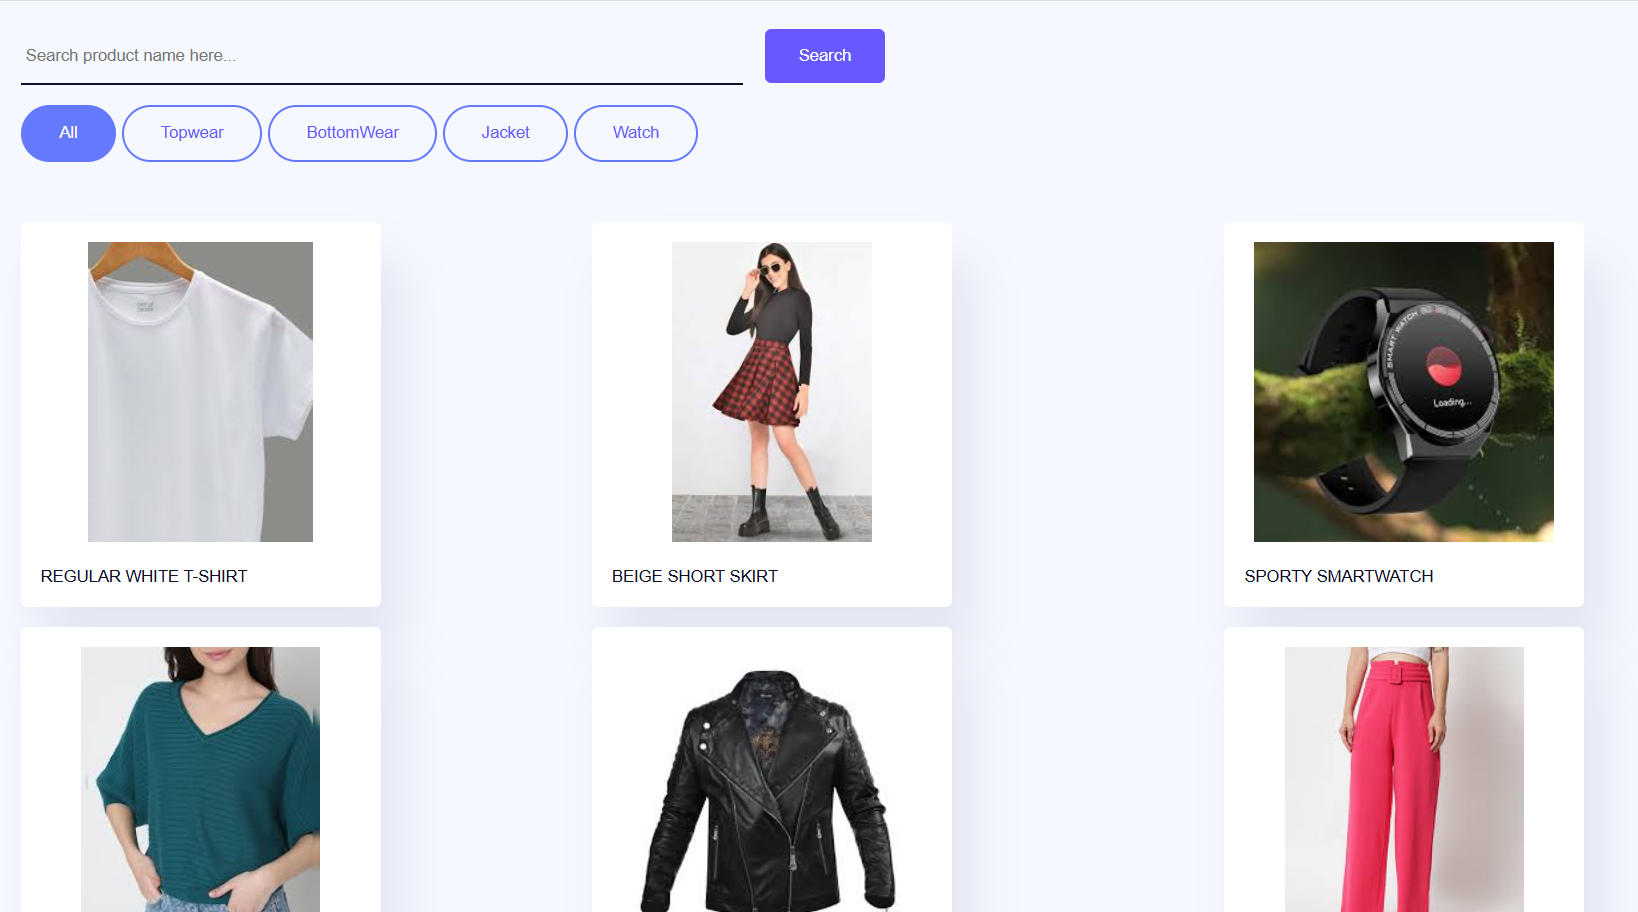 Search product name here...
Search
All
Topwear
BottomWear
Jacket
Watch
SMART WATCH
Loading...
REGULAR WHITE T-SHIRT
BEIGE SHORT SKIRT
SPORTY SMARTWATCH